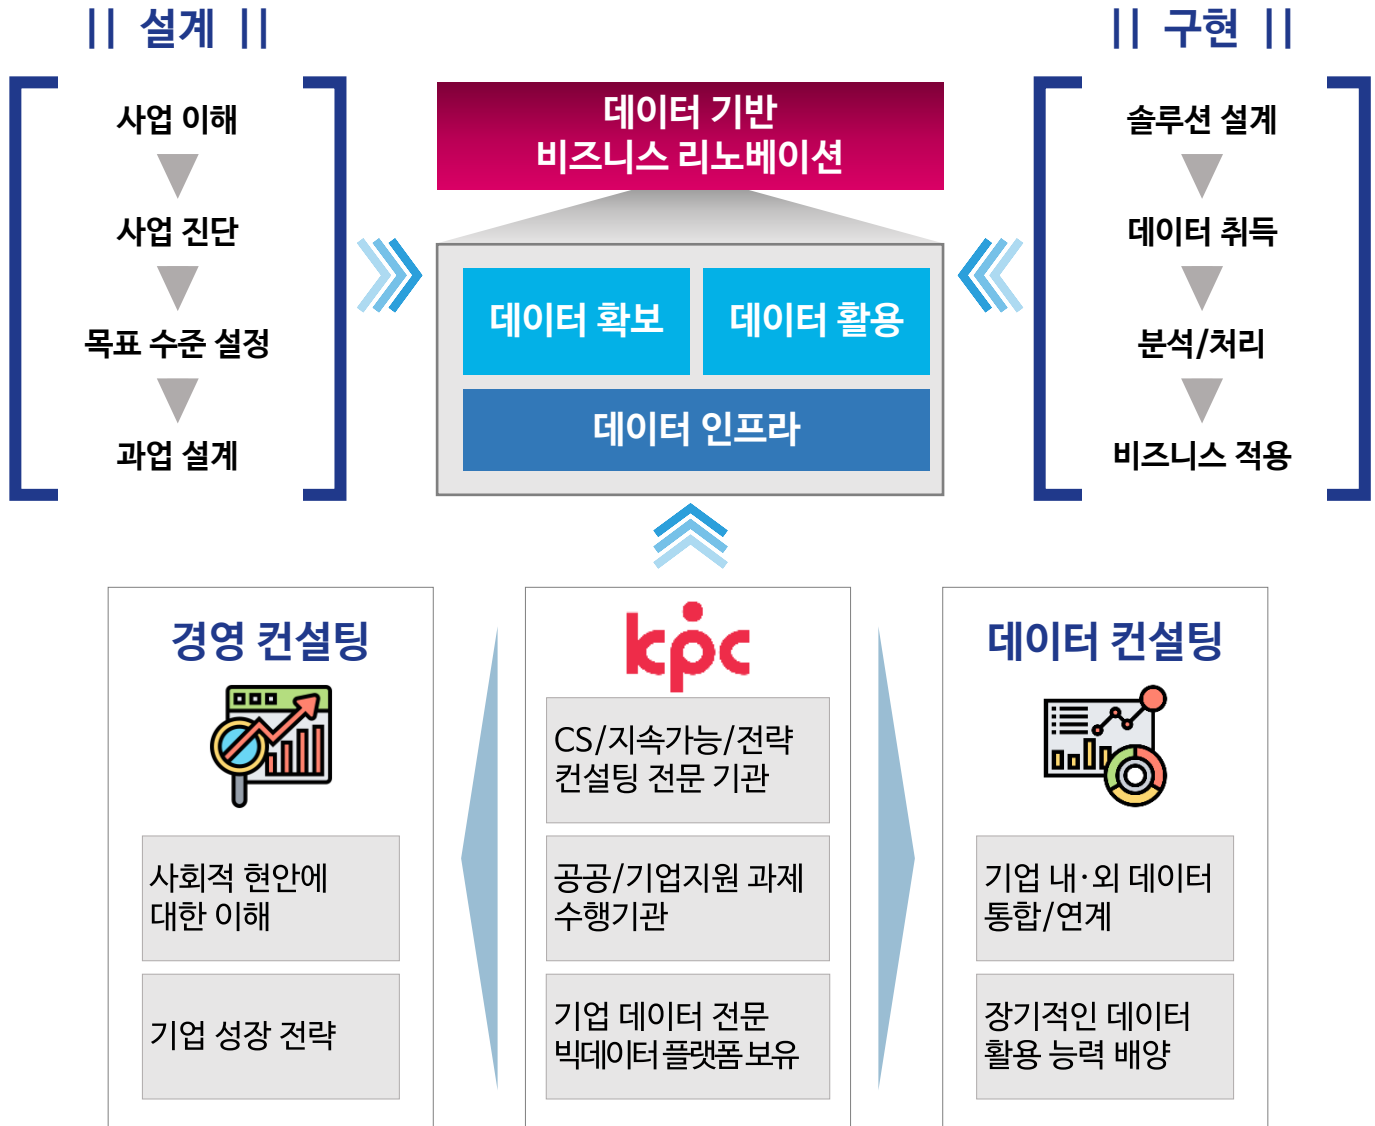 || 설계 ||
사업 이해
사업 진단
목표 수준 설정
과업 설계
데이터 기반
비즈니스 리노베이션
데이터 확보
데이터 활용
데이터 인프라
|| 구현 ||
솔루션 설계
데이터 취득
분석/처리
비즈니스 적용
경영 컨설팅
사회적 현안에
대한 이해
기업 성장 전략
kpc
CS/지속가능/전략
컨설팅 전문 기관
공공/기업지원 과제
수행기관
기업 데이터 전문
빅데이터 플랫폼 보유
데이터 컨설팅
기업 내·외 데이터
통합/연계
장기적인 데이터
활용 능력 배양